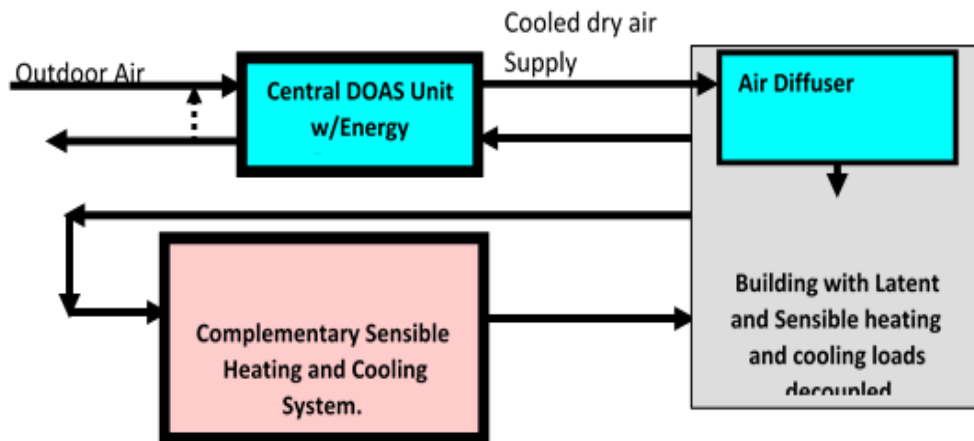 Outdoor Air
Central DOAS Unit
w/Energy
Cooled dry air
Supply
Air Diffuser
Complementary Sensible
Heating and Cooling
System.
Building with Latent
and Sensible heating
and cooling loads
decoupled